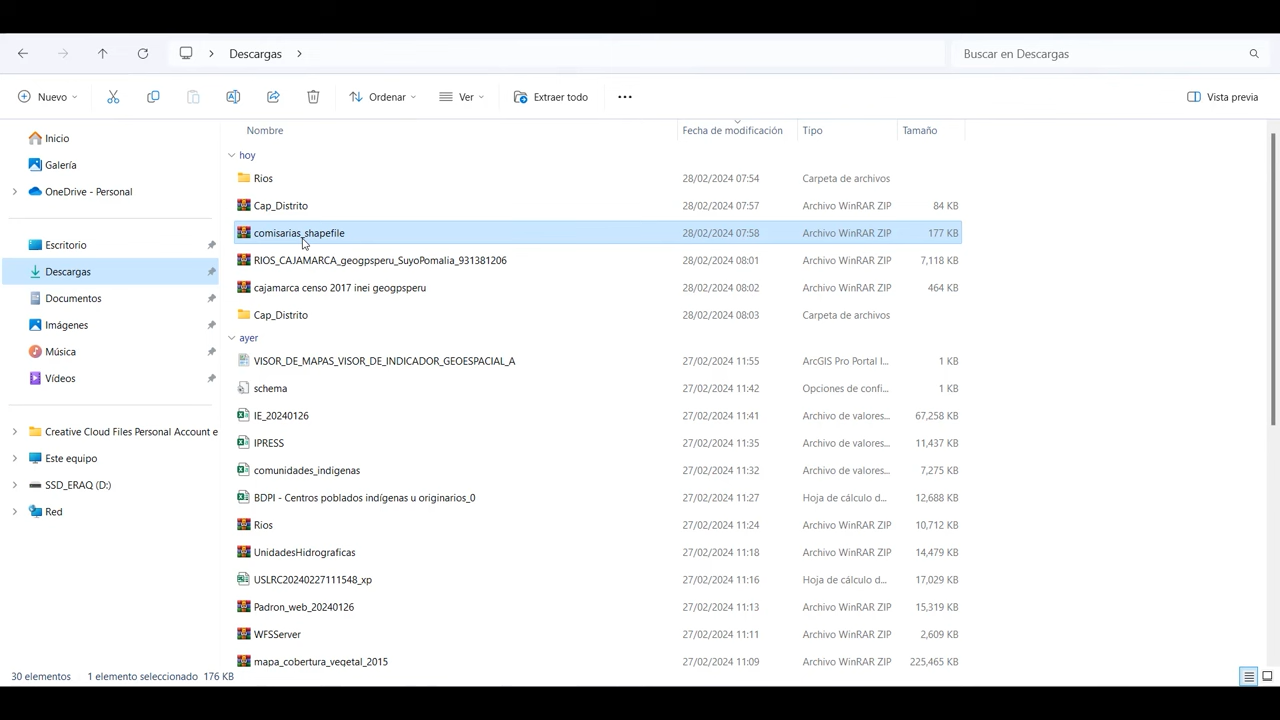 Descargas
Buscar en Descargas
Nuevo
Ordenar
Ver
Extraer todo
Vista previa
Inicio
Galería
OneDrive - Personal
Escritorio
Descargas
Documentos
Imágenes
Música
Vídeos
Creative Cloud Files Personal Account e
Este equipo
SSD_ERAQ (D:)
Red
Nombre Fecha de modificación Tipo Tamaño
hoy
Rios 28/02/2024 07:54 Carpeta de archivos
Cap_Distrito 28/02/2024 07:57 Archivo WinRAR ZIP 84 KB
comisarias_shapefile 28/02/2024 07:58 Archivo WinRAR ZIP 177 KB
RIOS_CAJAMARCA_geogpsperu_SuyoPomalia_931381206 28/02/2024 08:01 Archivo WinRAR ZIP 7,118 KB
cajamarca censo 2017 inei geogpsperu 28/02/2024 08:02 Archivo WinRAR ZIP 464 KB
Cap_Distrito 28/02/2024 08:03 Carpeta de archivos
ayer
VISOR_DE_MAPAS_VISOR_DE_INDICADOR_GEOESPACIAL_A 27/02/2024 11:55 ArcGIS Pro Portal I... 1 KB
schema 27/02/2024 11:42 Opciones de confi... 1 KB
IE_20240126 27/02/2024 11:41 Archivo de valores... 67,258 KB
IPRESS 27/02/2024 11:35 Archivo de valores... 11,437 KB
comunidades_indigenas 27/02/2024 11:32 Archivo de valores... 7,275 KB
BDPI - Centros poblados indígenas u originarios_0 27/02/2024 11:27 Hoja de cálculo d... 12,688 KB
Rios 27/02/2024 11:24 Archivo WinRAR ZIP 10,712 KB
UnidadesHidrograficas 27/02/2024 11:18 Archivo WinRAR ZIP 14,479 KB
USLRC20240227111548_xp 27/02/2024 11:16 Hoja de cálculo d... 17,029 KB
Padron_web_20240126 27/02/2024 11:13 Archivo WinRAR ZIP 15,319 KB
WFSServer 27/02/2024 11:11 Archivo WinRAR ZIP 2,609 KB
mapa_cobertura_vegetal_2015 27/02/2024 11:09 Archivo WinRAR ZIP 225,465 KB
30 elementos 1 elemento seleccionado 176 KB